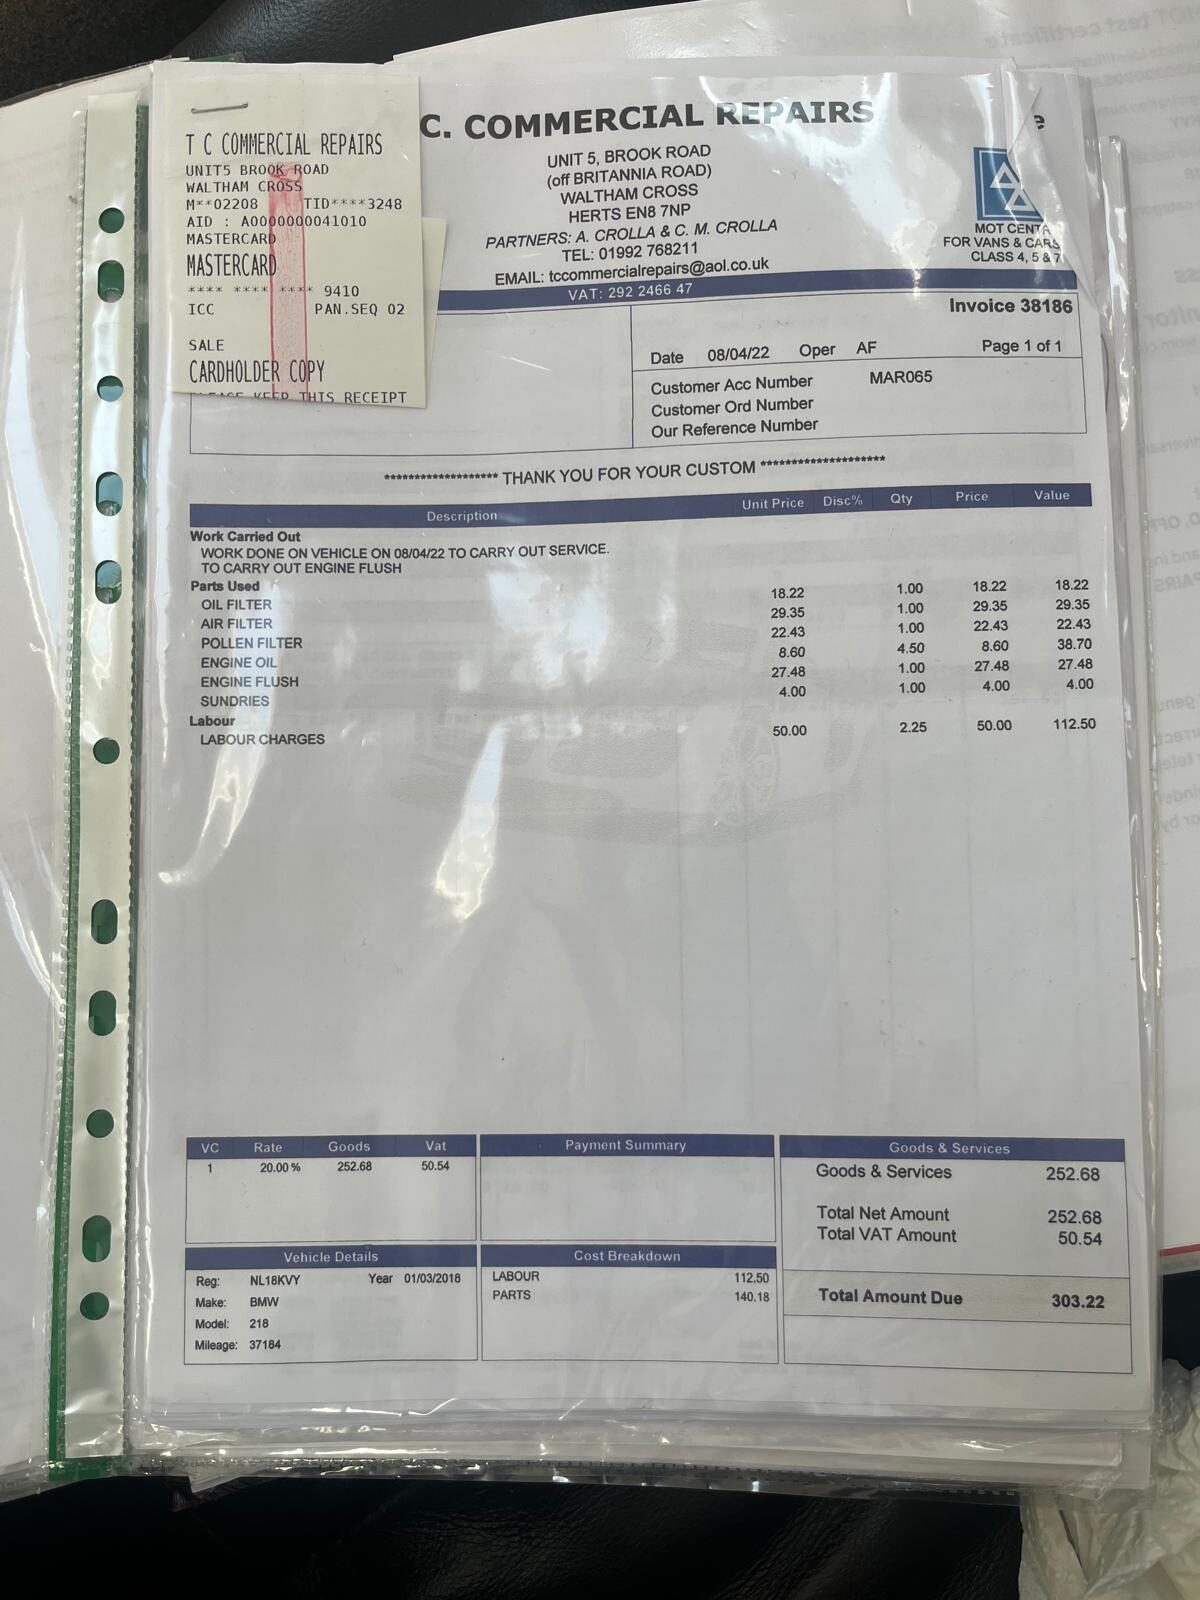 T C COMMERCIAL REPAIRS
UNIT5 BROOK ROAD
WALTHAM CROSS
M**02208 TID****3248
AID : A0000000041010
MASTERCARD
MASTERCARD
**** **** **** 9410
ICC PAN.SEQ 02
SALE
CARDHOLDER COPY
KEEP THIS RECEIPT
C. COMMERCIAL REPAIRS
UNIT 5, BROOK ROAD
(off BRITANNIA ROAD)
WALTHAM CROSS
HERTS EN8 7NP
PARTNERS: A. CROLLA & C. M. CROLLA
TEL: 01992 768211
EMAIL: tccommercialrepairs@aol.co.uk
VAT: 292 2466 47
MOT CENTR
FOR VANS & CARS
CLASS 4, 5 & 7
Invoice 38186
Date 08/04/22 Oper AF Page 1 of 1
Customer Acc Number MAR065
Customer Ord Number
Our Reference Number
******************* THANK YOU FOR YOUR CUSTOM *********************
Description Unit Price Disc% Qty Price Value
Work Carried Out
WORK DONE ON VEHICLE ON 08/04/22 TO CARRY OUT SERVICE.
TO CARRY OUT ENGINE FLUSH
Parts Used
OIL FILTER 18.22 1.00 18.22 18.22
AIR FILTER 29.35 1.00 29.35 29.35
POLLEN FILTER 22.43 1.00 22.43 22.43
ENGINE OIL 8.60 4.50 8.60 38.70
ENGINE FLUSH 27.48 1.00 27.48 27.48
SUNDRIES 4.00 1.00 4.00 4.00
Labour
LABOUR CHARGES 50.00 2.25 50.00 112.50
VC Rate Goods Vat
1 20.00% 252.68 50.54
Payment Summary
Goods & Services
Goods & Services 252.68
Total Net Amount 252.68
Total VAT Amount 50.54
Total Amount Due 303.22
Vehicle Details
Reg: NL18KVY Year 01/03/2018
Make: BMW
Model: 218
Mileage: 37184
Cost Breakdown
LABOUR 112.50
PARTS 140.18